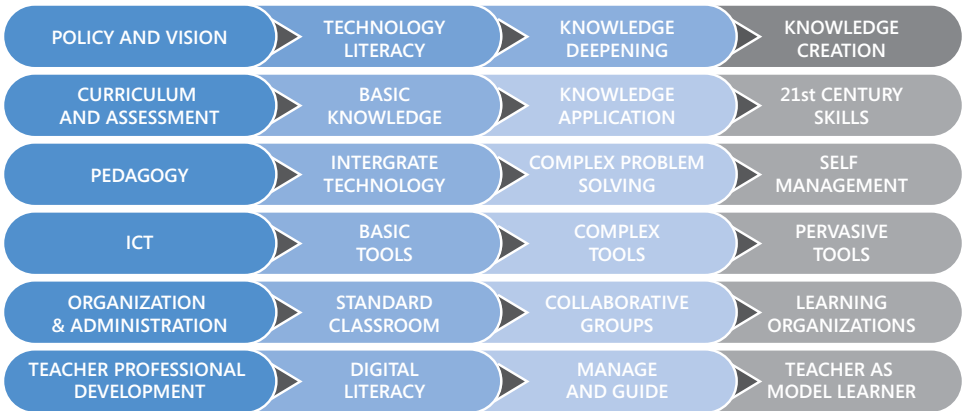 POLICY AND VISION
TECHNOLOGY
LITERACY
KNOWLEDGE
DEEPENING
KNOWLEDGE
CREATION
CURRICULUM
AND ASSESSMENT
BASIC
KNOWLEDGE
KNOWLEDGE
APPLICATION
21st CENTURY
SKILLS
PEDAGOGY
INTERGRATE
TECHNOLOGY
COMPLEX PROBLEM
SOLVING
SELF
MANAGEMENT
ICT
BASIC
TOOLS
COMPLEX
TOOLS
PERVASIVE
TOOLS
ORGANIZATION
& ADMINISTRATION
STANDARD
CLASSROOM
COLLABORATIVE
GROUPS
LEARNING
ORGANIZATIONS
TEACHER PROFESSIONAL
DEVELOPMENT
DIGITAL
LITERACY
MANAGE
AND GUIDE
TEACHER AS
MODEL LEARNER